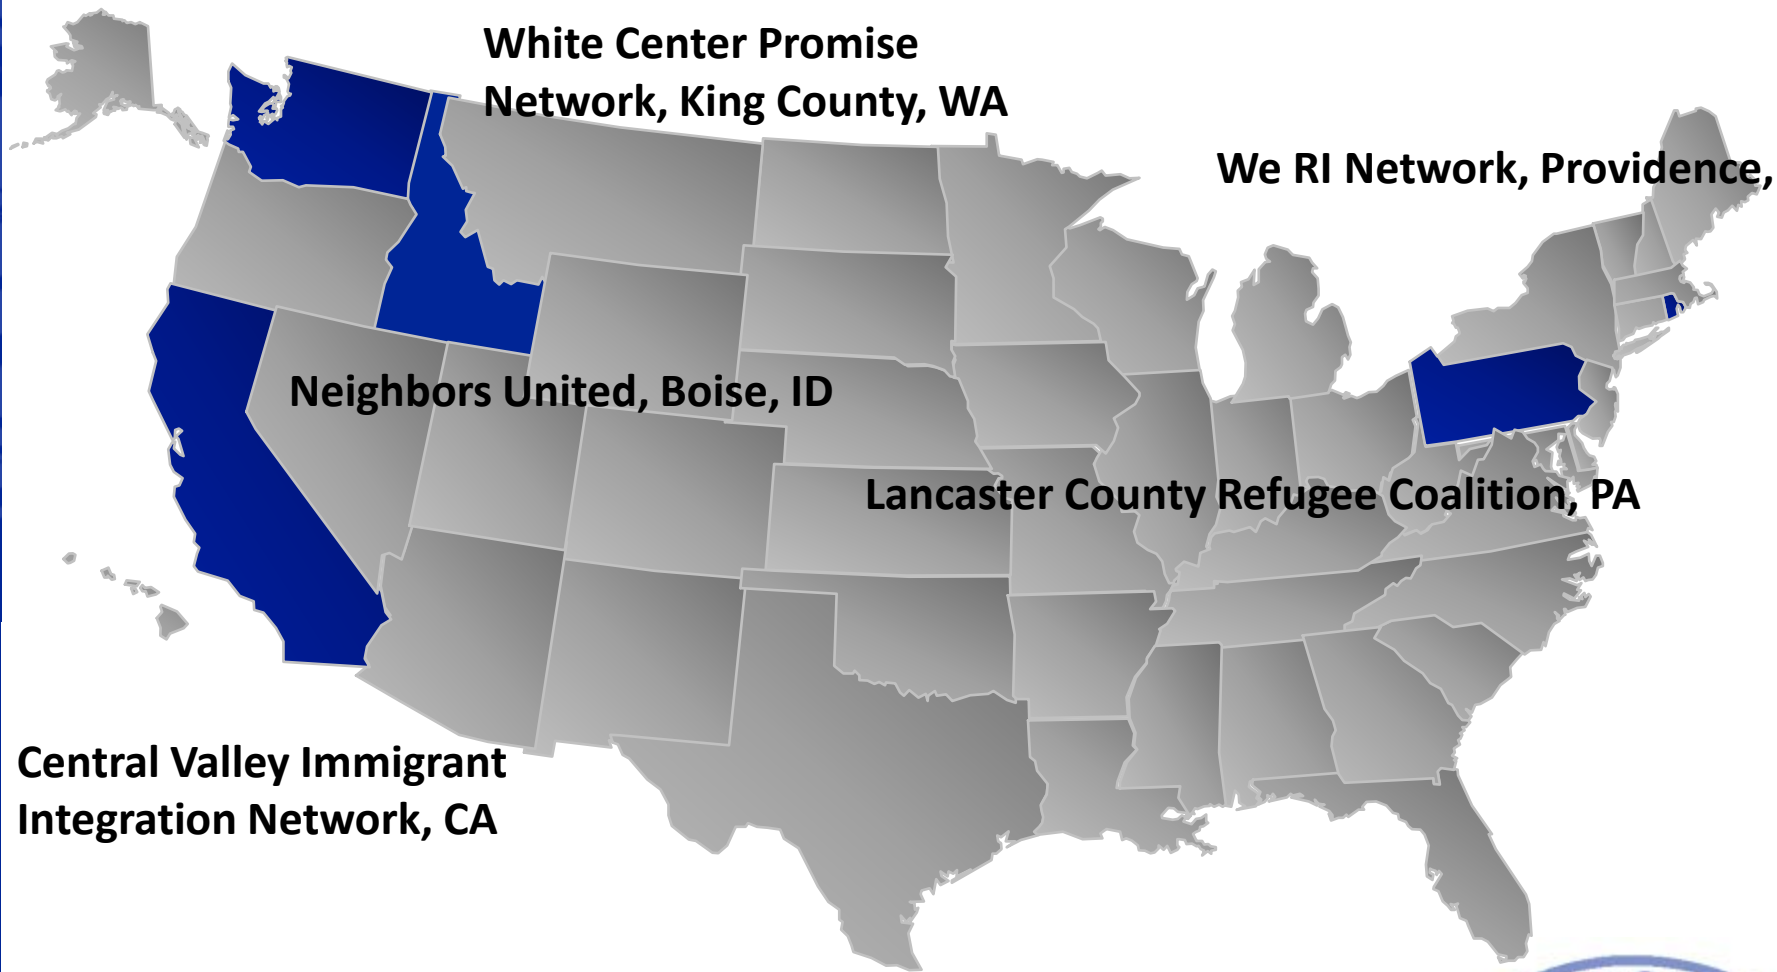 White Center Promise
Network, King County, WA
We RI Network, Providence,
Neighbors United, Boise, ID
Lancaster County Refugee Coalition, PA
Central Valley Immigrant
Integration Network, CA